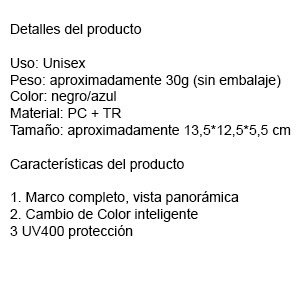 Detalles del producto
Uso: Unisex
Peso: aproximadamente 30g (sin embalaje)
Color: negro/azul
Material: PC + TR
Tamaño: aproximadamente 13,5*12,5*5,5 cm
Características del producto
1. Marco completo, vista panorámica
2. Cambio de Color inteligente
3 UV400 protección